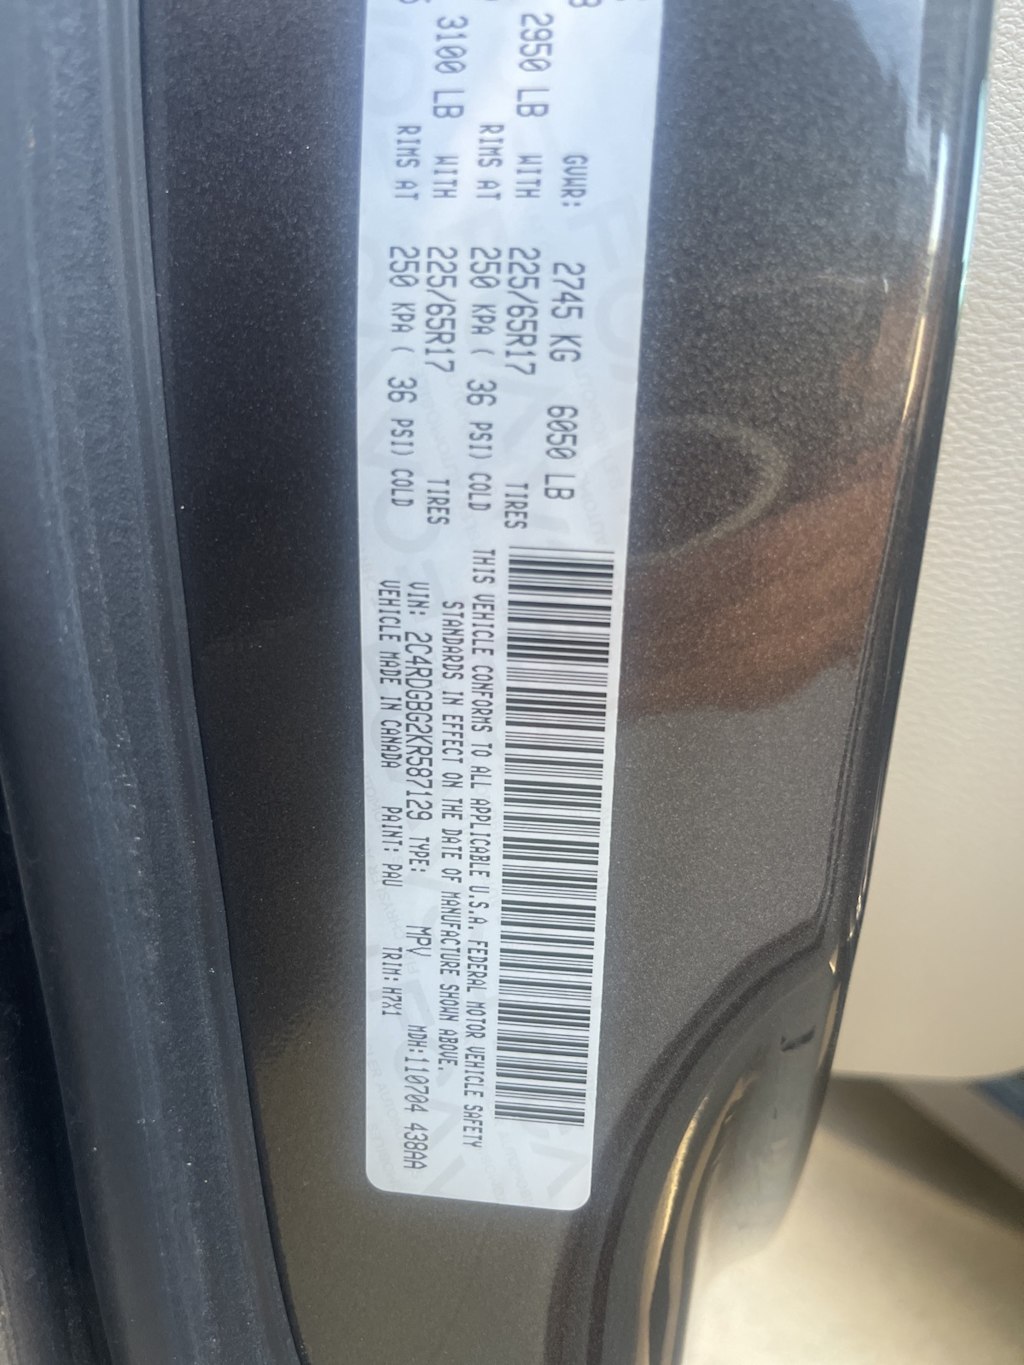 GVWR: 2745 KG 6050 LB
2950 LB WITH 225/65R17 TIRES
RIMS AT 250 KPA ( 36 PSI) COLD
3100 LB WITH 225/65R17 TIRES
RIMS AT 250 KPA ( 36 PSI) COLD
THIS VEHICLE CONFORMS TO ALL APPLICABLE U.S.A. FEDERAL MOTOR VEHICLE SAFETY
STANDARDS IN EFFECT ON THE DATE OF MANUFACTURE SHOWN ABOVE.
VIN: 2C4RDGBG2KR587129 TYPE: MPV MDH:110704 438AA
VEHICLE MADE IN CANADA PAINT: PAU TRIM: H7X1